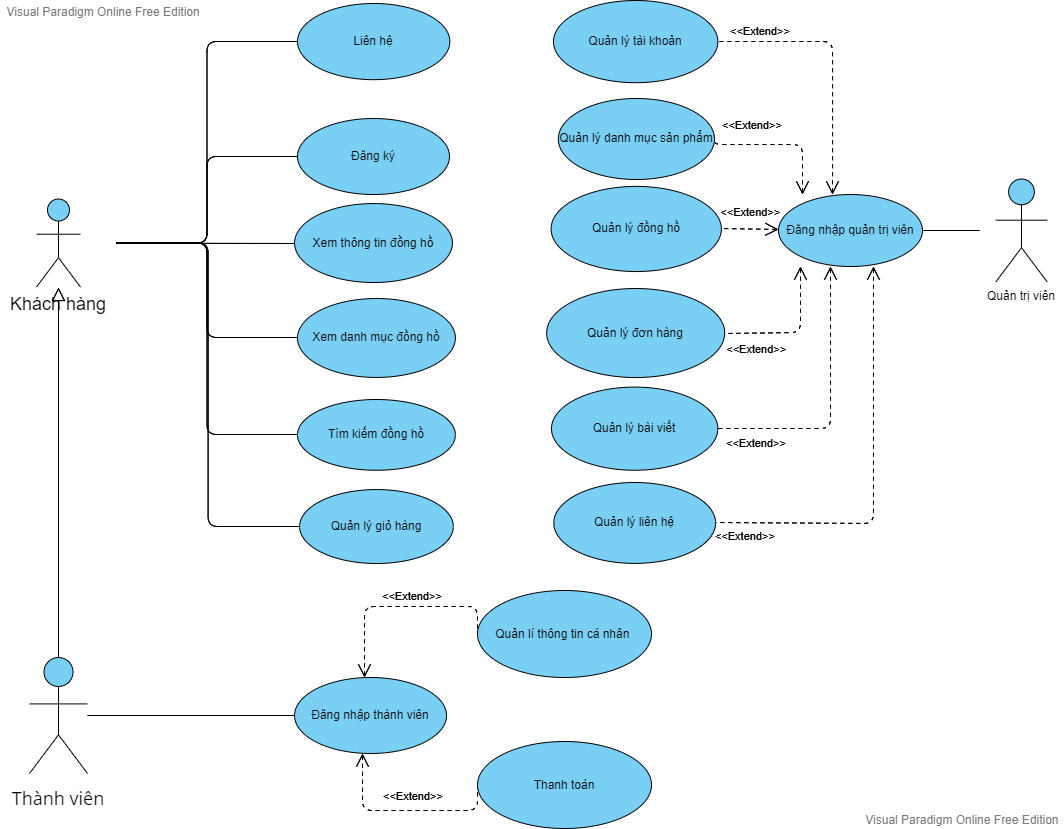 Visual Paradigm Online Free Edition
Liên hệ
Đăng ký
Xem thông tin đồng hồ
Xem danh mục đồng hồ
Tìm kiếm đồng hồ
Quản lý giỏ hàng
Khách hàng
Quản lý tài khoản
<<Extend>>
Quản lý danh mục sản phẩm
<<Extend>>
Quản lý đồng hồ
<<Extend>>
Đăng nhập quản trị viên
Quản trị viên
Quản lý đơn hàng
<<Extend>>
Quản lý bài viết
<<Extend>>
Quản lý liên hệ
<<Extend>>
<<Extend>>
Quản lí thông tin cá nhân
Đăng nhập thành viên
Thành viên
<<Extend>>
Thanh toán
Visual Paradigm Online Free Edition